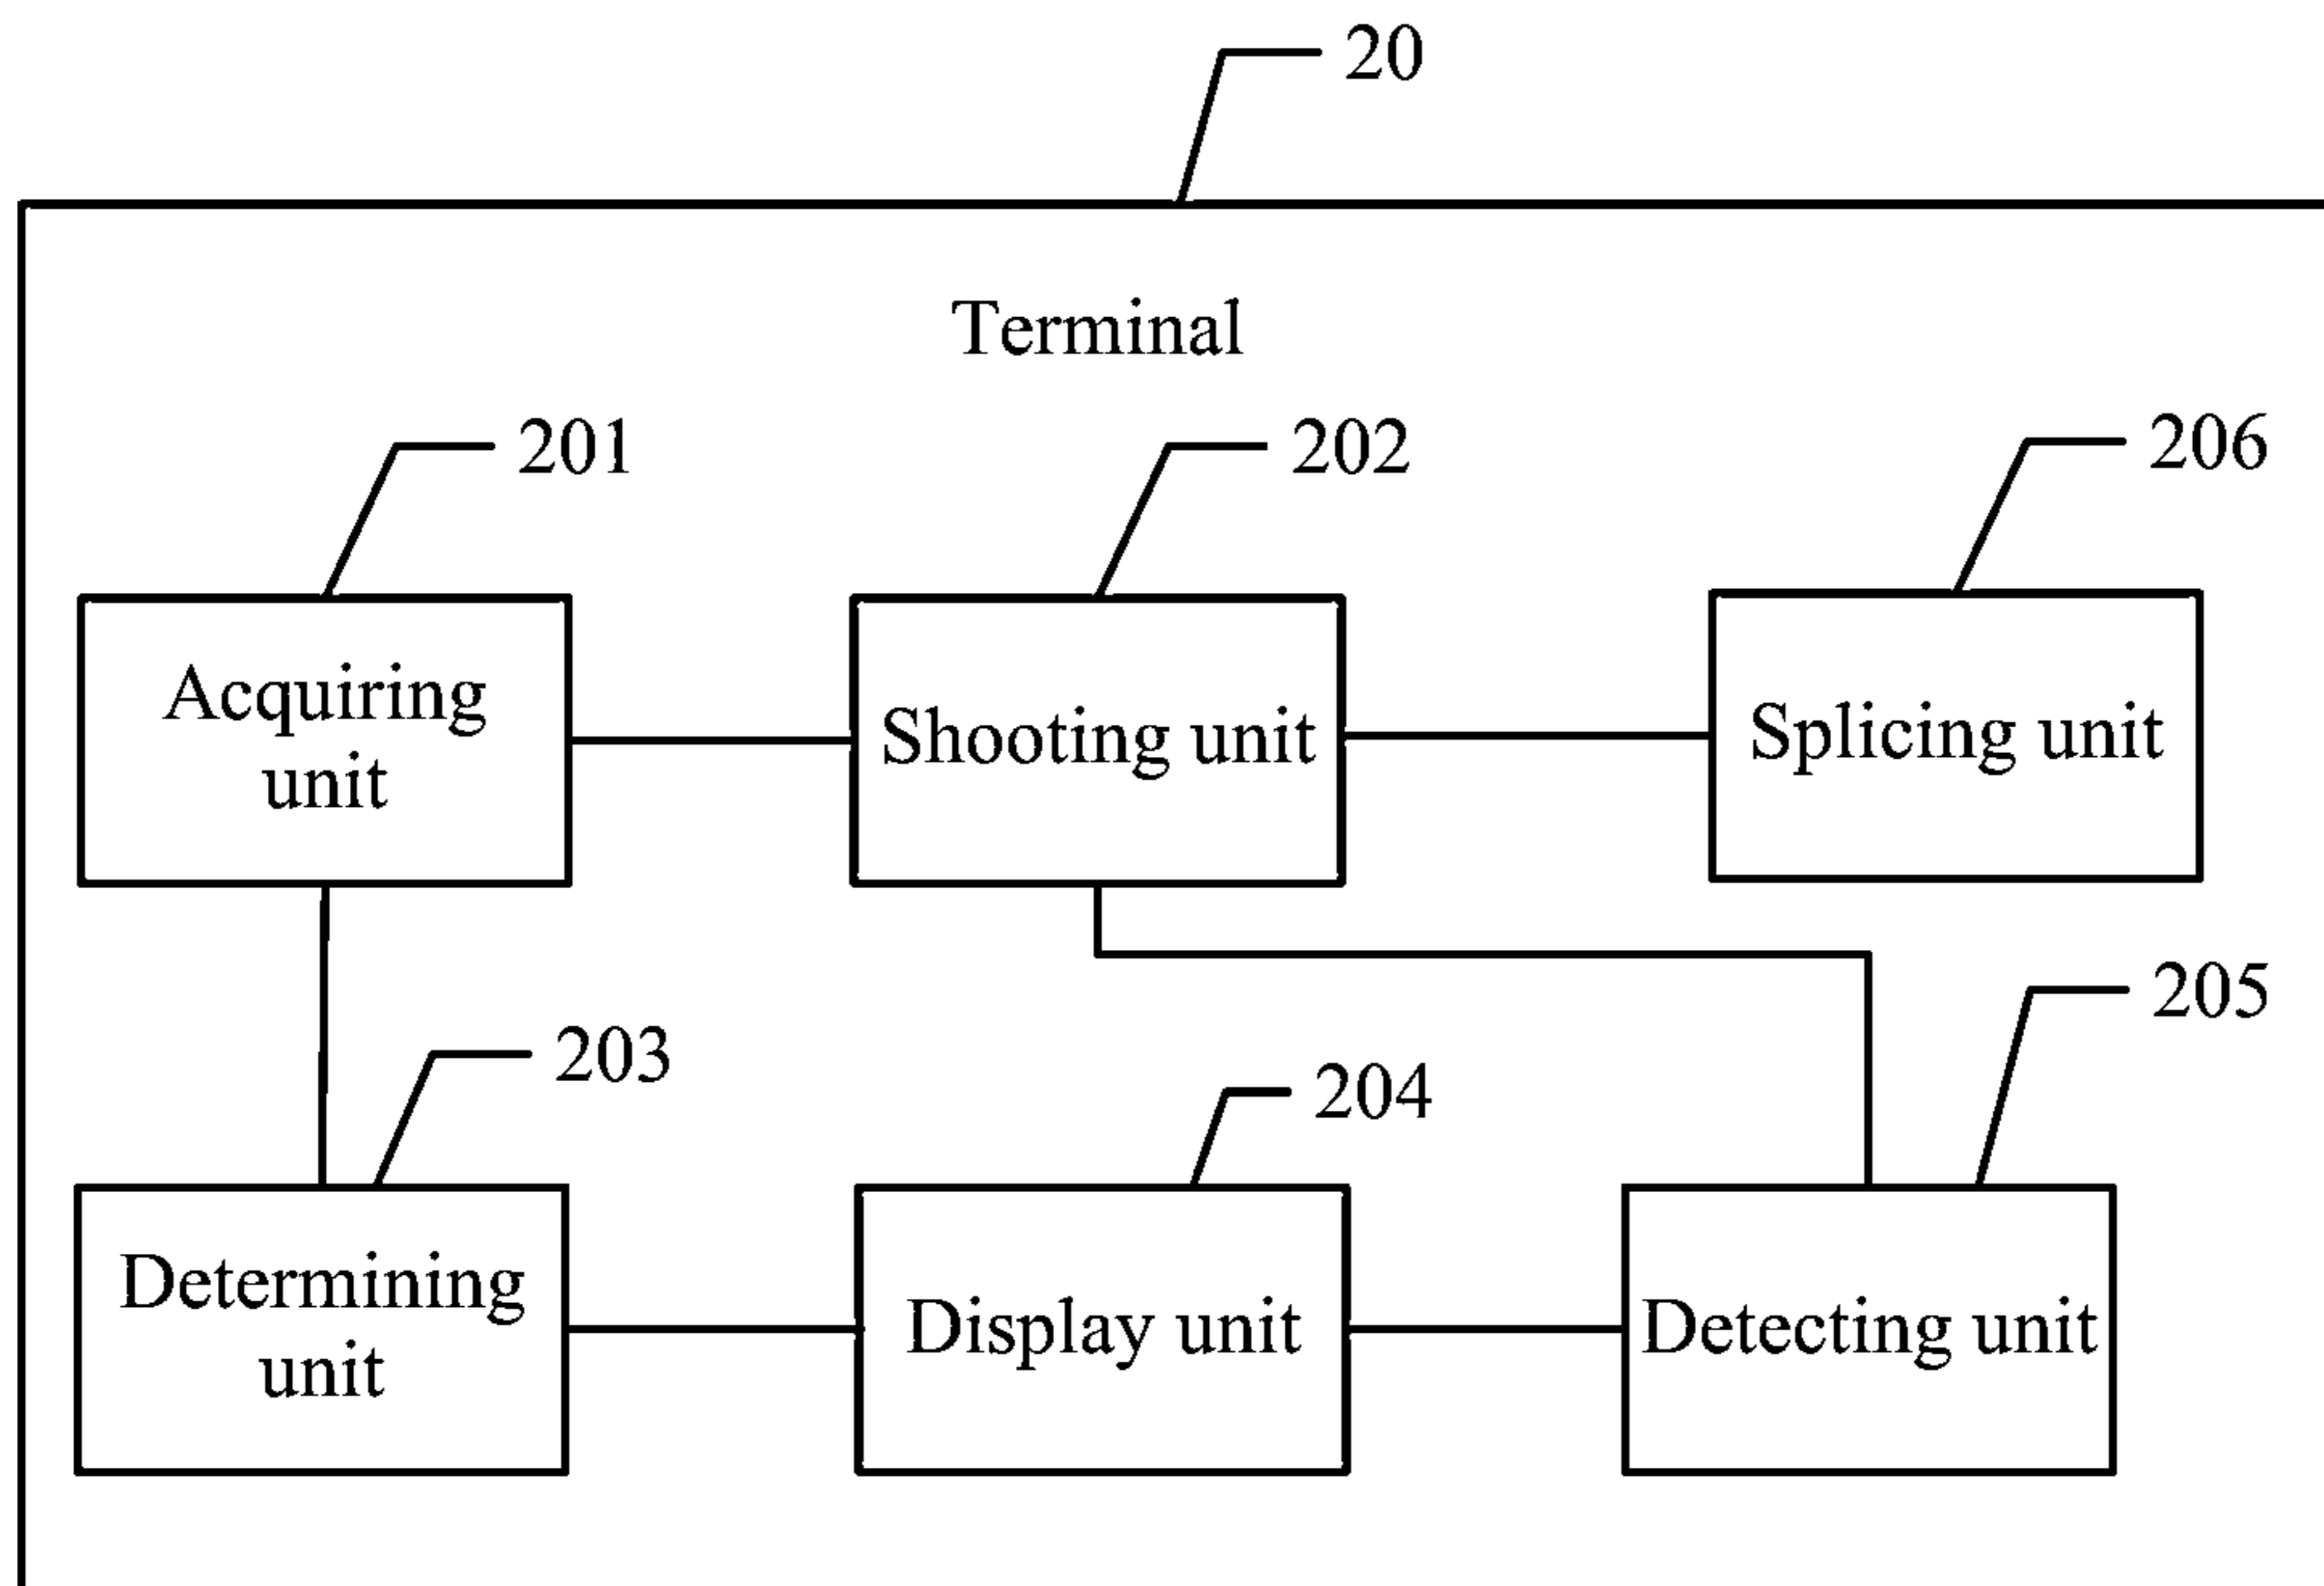 20
Terminal
201
202
206
Acquiring
unit
Shooting unit
Splicing unit
203
204
205
Determining
unit
Display unit
Detecting unit